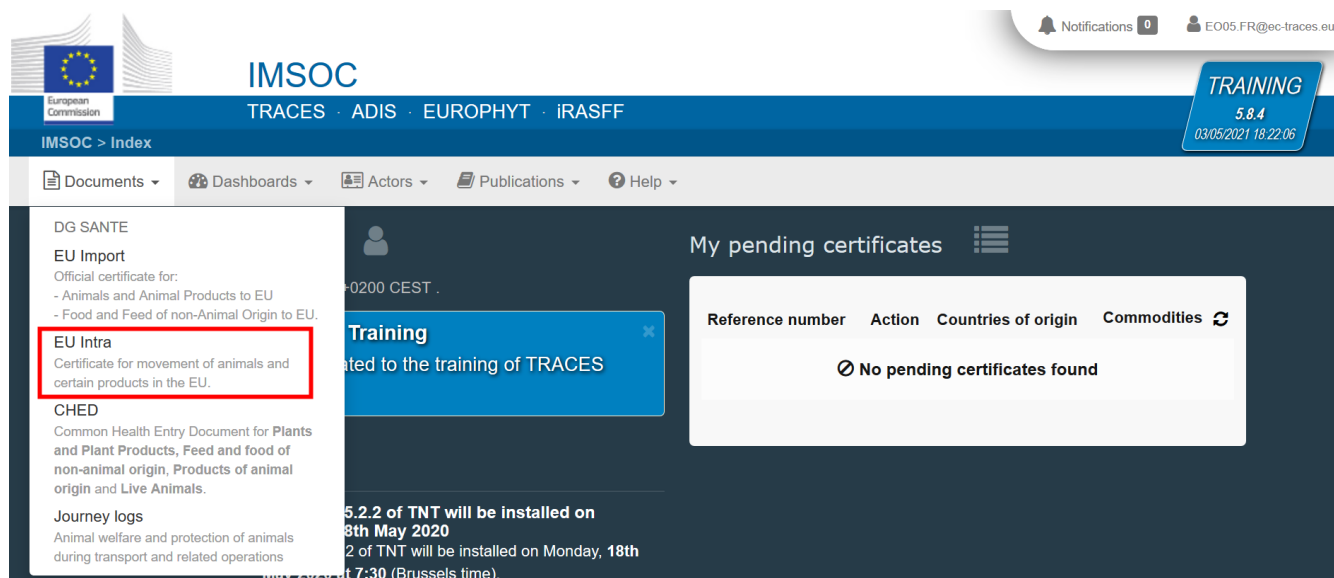 Notifications 0
EO05.FR@ec-traces.eu
European
Commission
IMSOC
TRACES · ADIS · EUROPHYT · iRASFF
TRAINING
5.8.4
03/05/2021 18:22:06
IMSOC > Index
Documents
Dashboards
Actors
Publications
Help
DG SANTE
EU Import
Official certificate for:
- Animals and Animal Products to EU
- Food and Feed of non-Animal Origin to EU.
EU Intra
Certificate for movement of animals and
certain products in the EU.
CHED
Common Health Entry Document for Plants
and Plant Products, Feed and food of
non-animal origin, Products of animal
origin and Live Animals.
Journey logs
Animal welfare and protection of animals
during transport and related operations
+0200 CEST .
Training
ated to the training of TRACES
5.2.2 of TNT will be installed on
8th May 2020
2 of TNT will be installed on Monday, 18th
May 2020 at 7:30 (Brussels time).
My pending certificates
Reference number Action Countries of origin Commodities
No pending certificates found